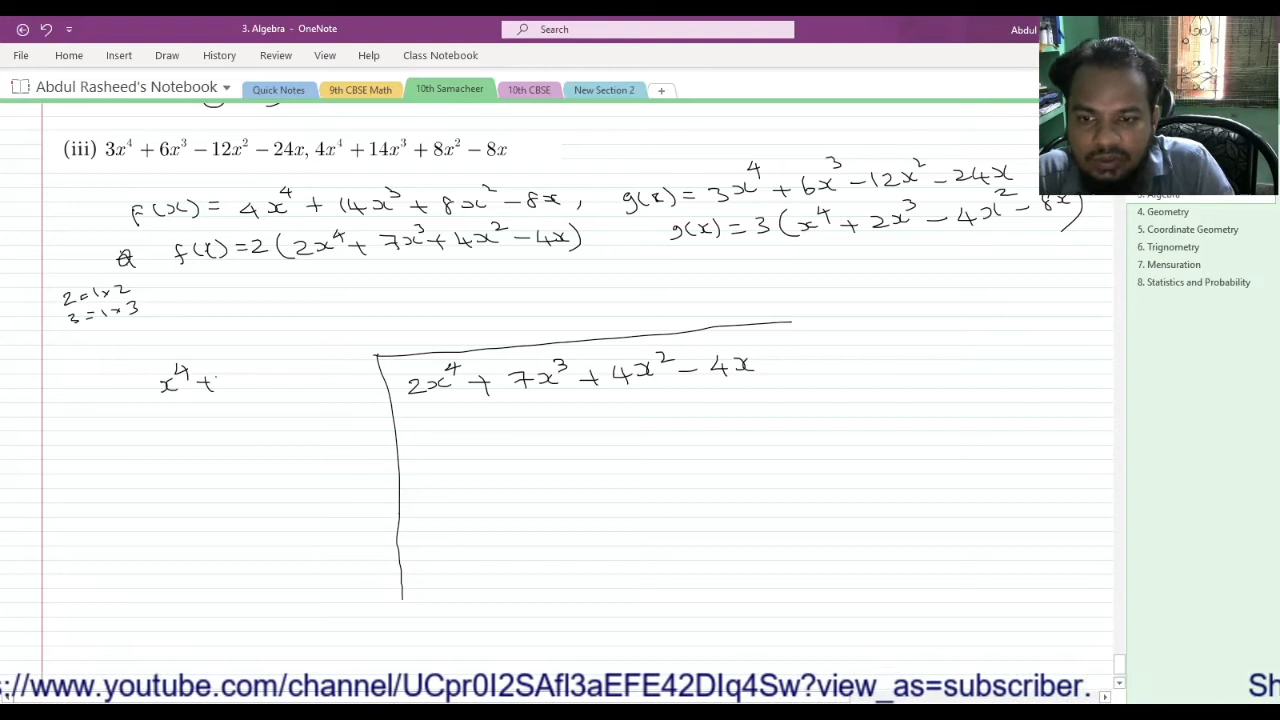 3. Algebra - OneNote
Search
Abdul
File Home Insert Draw History Review View Help Class Notebook
Abdul Rasheed's Notebook
Quick Notes 9th CBSE Math 10th Samacheer 10th CBSE New Section 2 +
(iii) 3x⁴ + 6x³ − 12x² − 24x, 4x⁴ + 14x³ + 8x² − 8x
f(x) = 4x⁴ + 14x³ + 8x² − 8x , g(x) = 3x⁴ + 6x³ − 12x² − 24x
f(x) = 2(2x⁴ + 7x³ + 4x² − 4x) g(x) = 3(x⁴ + 2x³ − 4x² − 8x)
2 = 1 × 2
3 = 1 × 3
x⁴ + 2x⁴ + 7x³ + 4x² − 4x
4. Geometry
5. Coordinate Geometry
6. Trignometry
7. Mensuration
8. Statistics and Probability
://www.youtube.com/channel/UCpr0I2SAfl3aEFE42DIq4Sw?view_as=subscriber. Sh